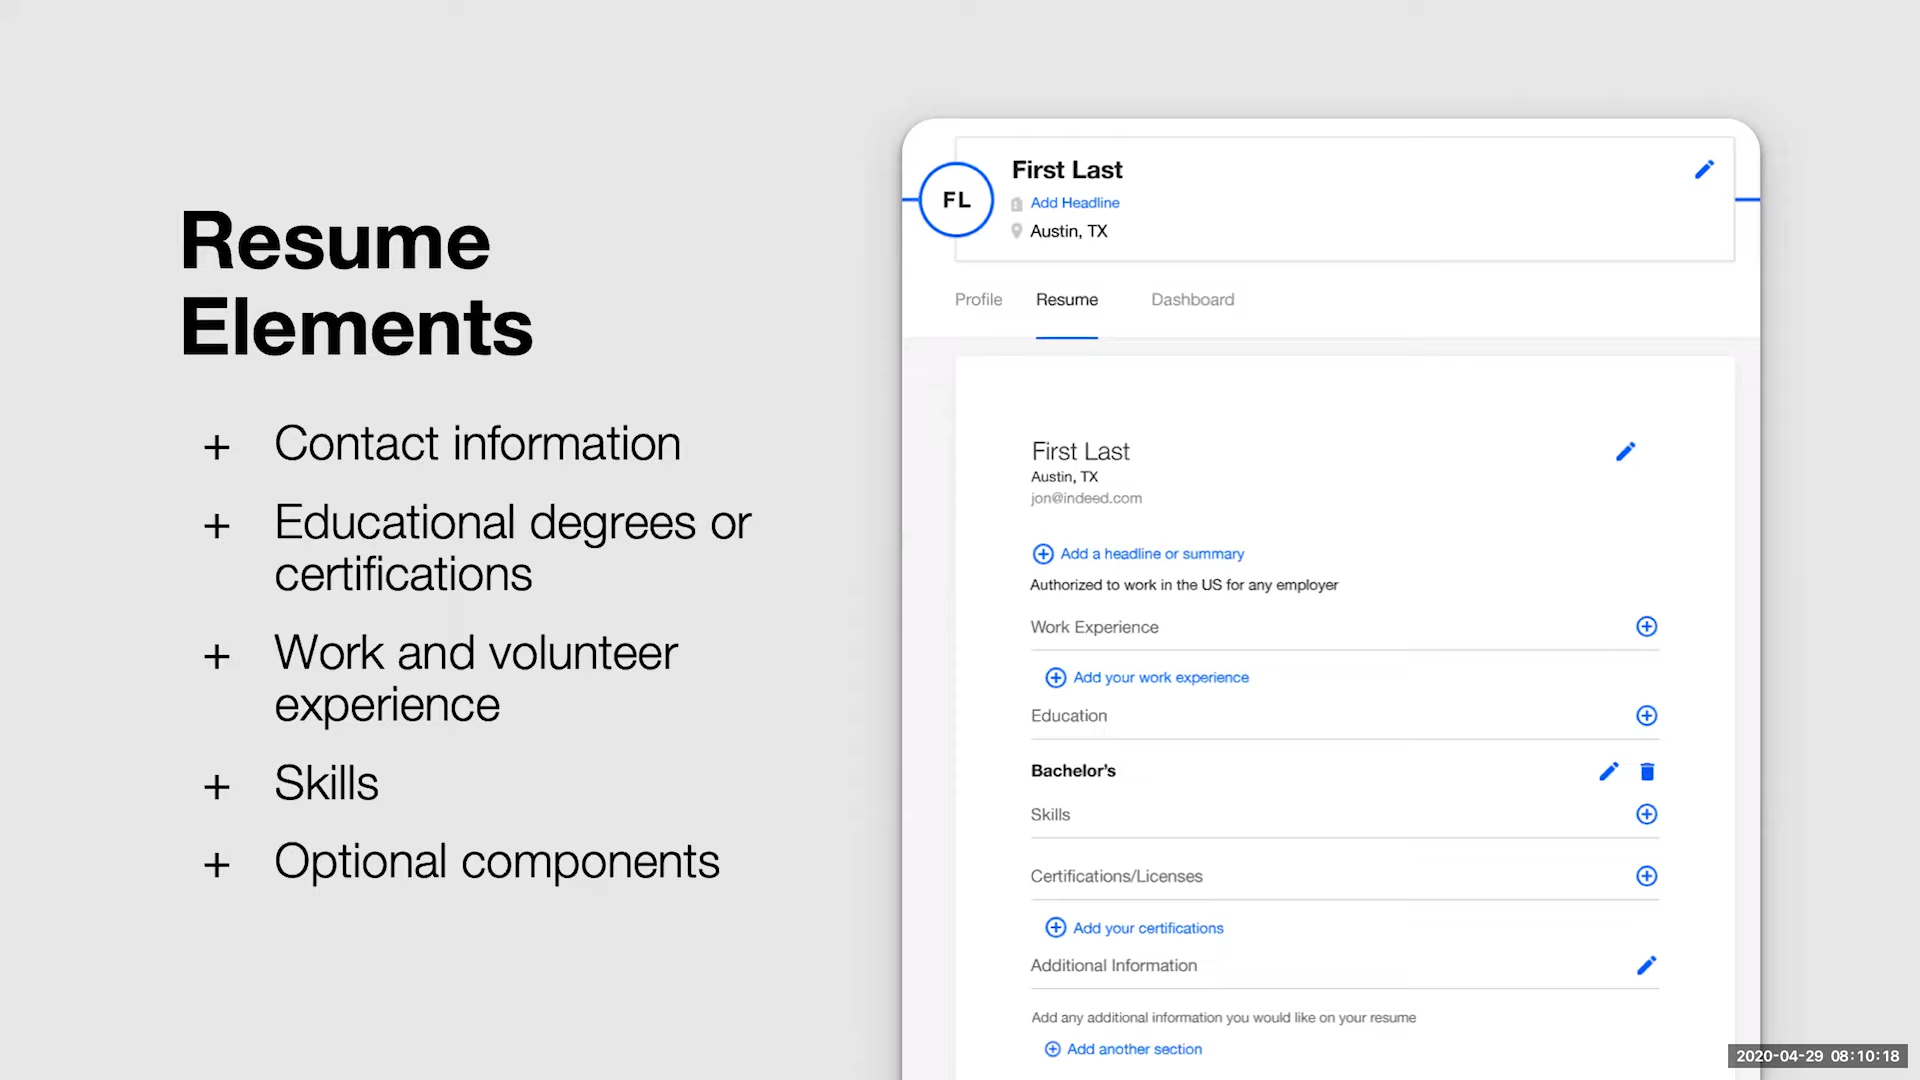 Resume
Elements
+ Contact information
+ Educational degrees or
certifications
+ Work and volunteer
experience
+ Skills
+ Optional components
FL
First Last
Add Headline
Austin, TX
Profile Resume Dashboard
First Last
Austin, TX
jon@indeed.com
Add a headline or summary
Authorized to work in the US for any employer
Work Experience
Add your work experience
Education
Bachelor's
Skills
Certifications/Licenses
Add your certifications
Additional Information
Add any additional information you would like on your resume
Add another section
2020-04-29 08:10:18